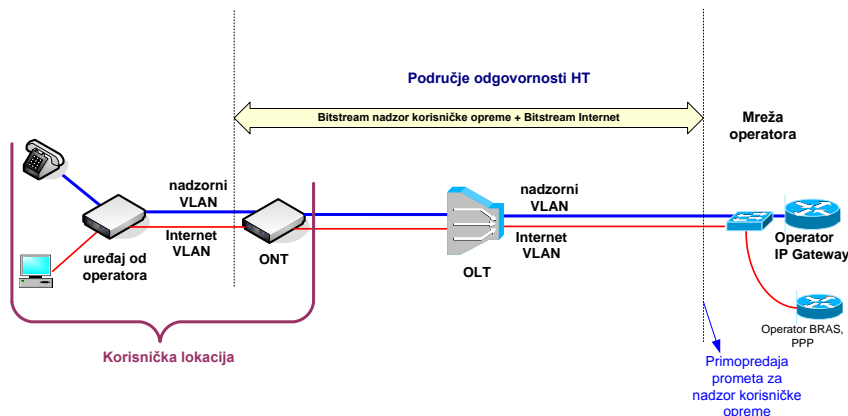 Područje odgovornosti HT
Bitstream nadzor korisničke opreme + Bitstream Internet
Mreža
operatora
nadzorni
VLAN
Internet
VLAN
uređaj od
operatora
ONT
OLT
nadzorni
VLAN
Internet
VLAN
Operator
IP Gateway
Operator BRAS,
PPP
Korisnička lokacija
Primopredaja
prometa za
nadzor korisničke
opreme